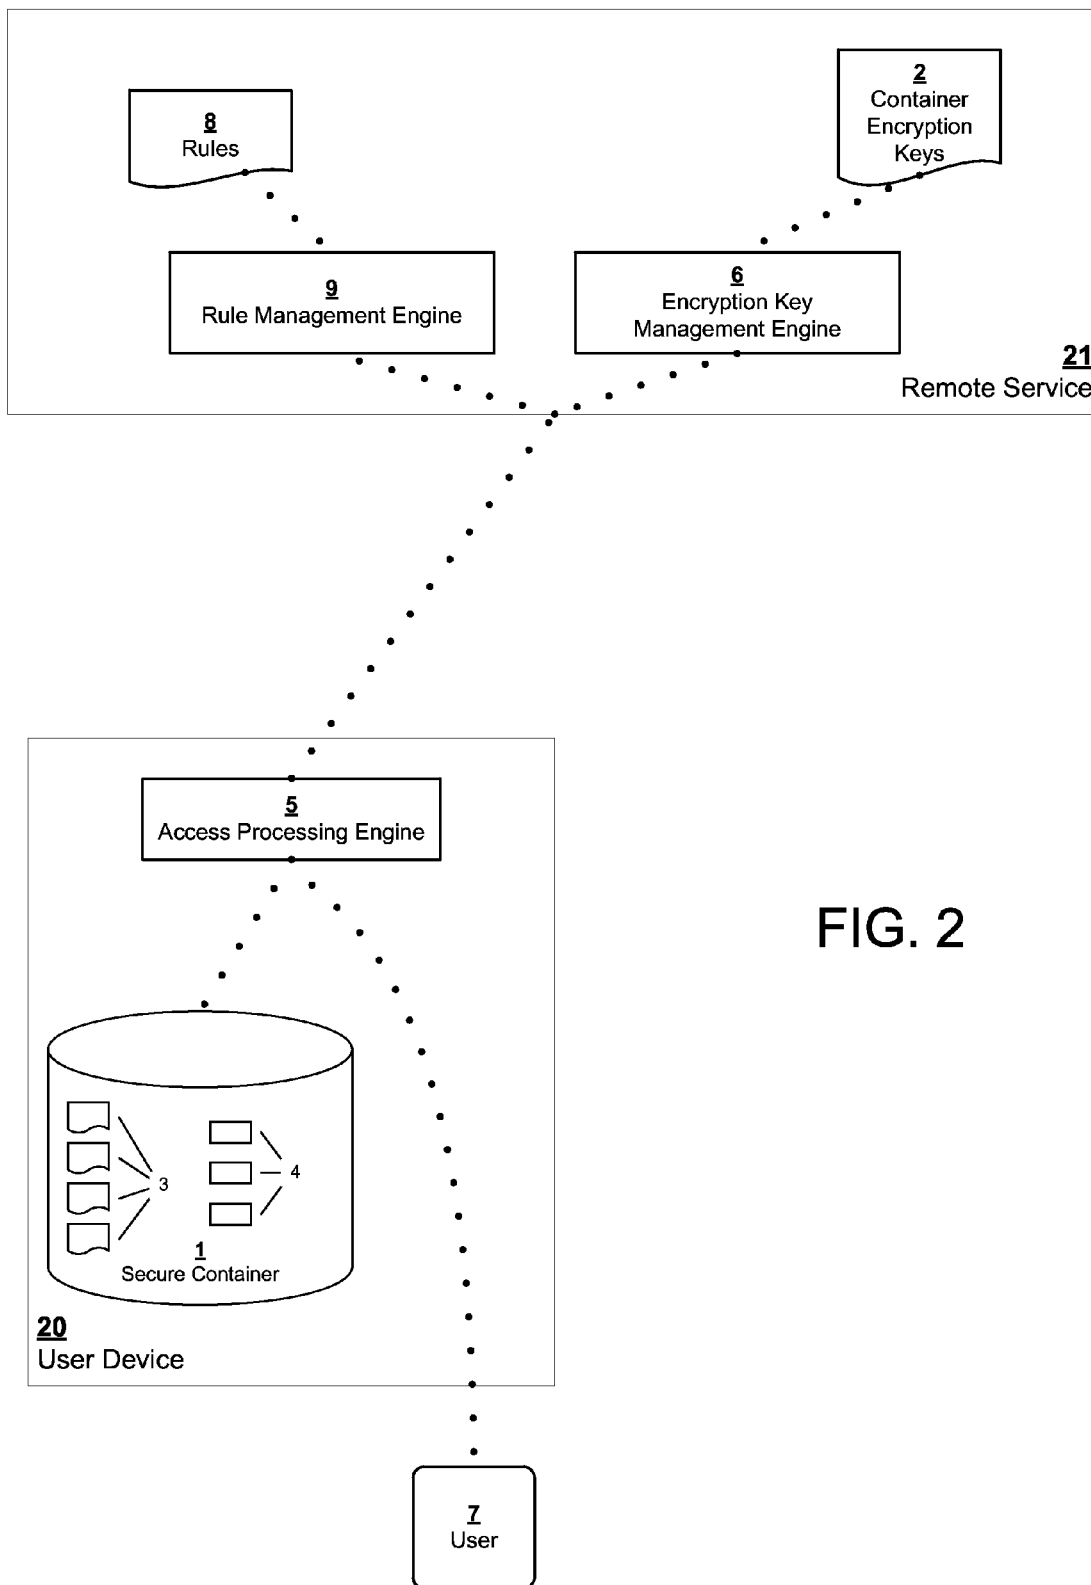 8
Rules
2
Container
Encryption
Keys
9
Rule Management Engine
6
Encryption Key
Management Engine
21
Remote Service
5
Access Processing Engine
FIG. 2
3
4
1
Secure Container
20
User Device
7
User